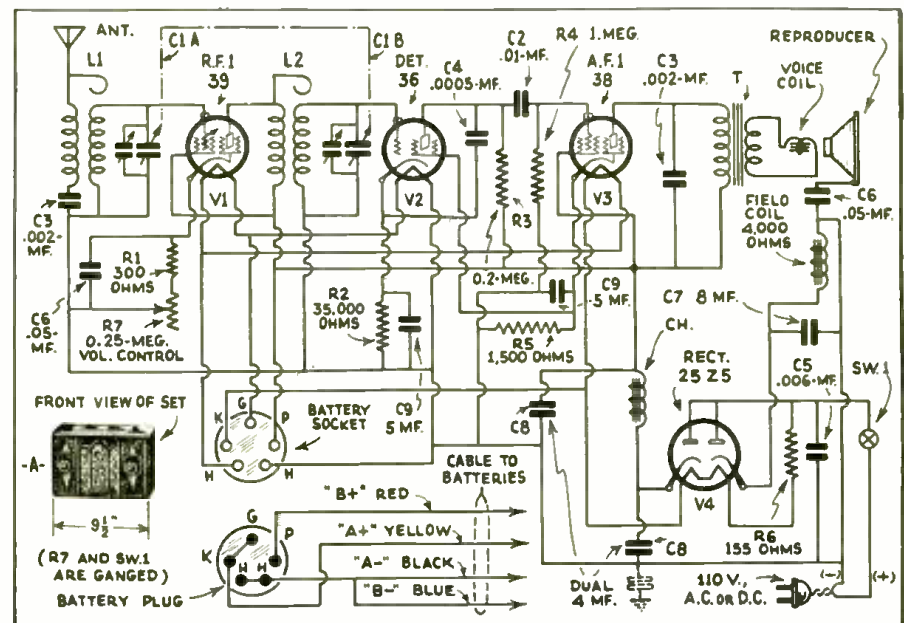 ANT.
L1
C1 A
R.F.1
39
L2
C1 B
DET.
36
C4
.0005-MF.
C2
.01-MF.
R4 1.MEG.
A.F.1
38
C3
.002-MF.
T
REPRODUCER
VOICE
COIL
V1
V2
R3
V3
C3
.002-
MF.
R1
300
OHMS
C6
.05-
MF.
R7
0.25-MEG.
VOL. CONTROL
R2
35,000
OHMS
0.2-MEG.
C9
5 MF.
R5
1,500 OHMS
FIELD
COIL
4,000
OHMS
C6
.05-MF.
C7 8 MF.
CH.
RECT.
25 Z5
C5
.006-MF.
SW.1
FRONT VIEW OF SET
-A-
9½"
(R7 AND SW.1
ARE GANGED)
K
G
P
H
H
BATTERY
SOCKET
C9
5 MF.
C8
V4
R6
155 OHMS
CABLE TO
BATTERIES
"B+" RED
"A+" YELLOW
"A-" BLACK
"B-" BLUE
G
K
P
H
H
BATTERY PLUG
C8
DUAL
4 MF.
110 V.,
A.C. OR D.C.
(-)
(+)